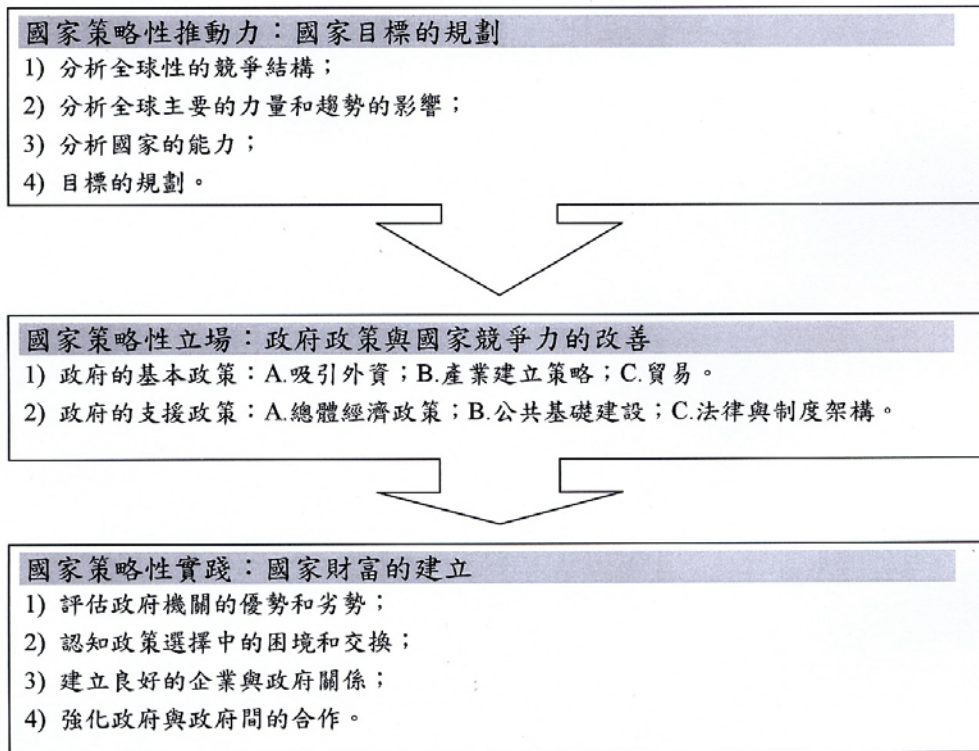 國家策略性推動力：國家目標的規劃
1) 分析全球性的競爭結構；
2) 分析全球主要的力量和趨勢的影響；
3) 分析國家的能力；
4) 目標的規劃。
國家策略性立場：政府政策與國家競爭力的改善
1) 政府的基本政策：A.吸引外資；B.產業建立策略；C.貿易。
2) 政府的支援政策：A.總體經濟政策；B.公共基礎建設；C.法律與制度架構。
國家策略性實踐：國家財富的建立
1) 評估政府機關的優勢和劣勢；
2) 認知政策選擇中的困境和交換；
3) 建立良好的企業與政府關係；
4) 強化政府與政府間的合作。